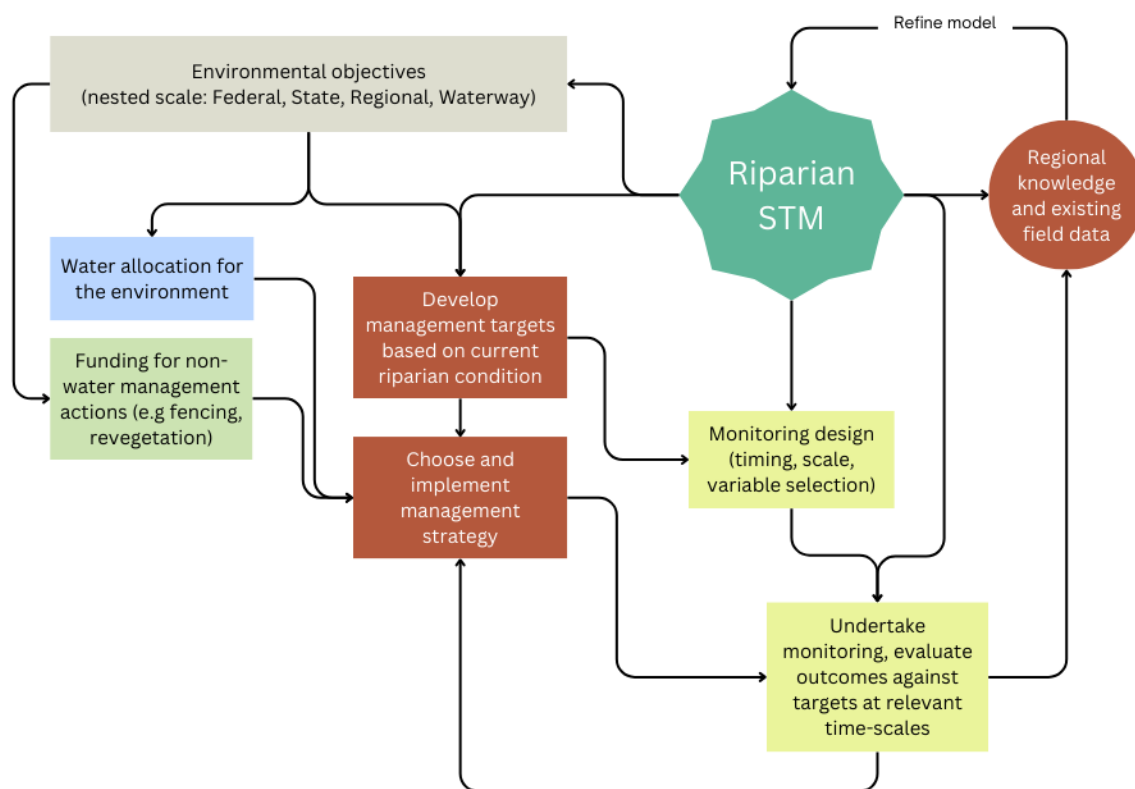 Refine model
Environmental objectives
(nested scale: Federal, State, Regional, Waterway)
Riparian
STM
Regional
knowledge
and existing
field data
Water allocation for
the environment
Develop
management targets
based on current
riparian condition
Funding for non-
water management
actions (e.g fencing,
revegetation)
Monitoring design
(timing, scale,
variable selection)
Choose and
implement
management
strategy
Undertake
monitoring, evaluate
outcomes against
targets at relevant
time-scales